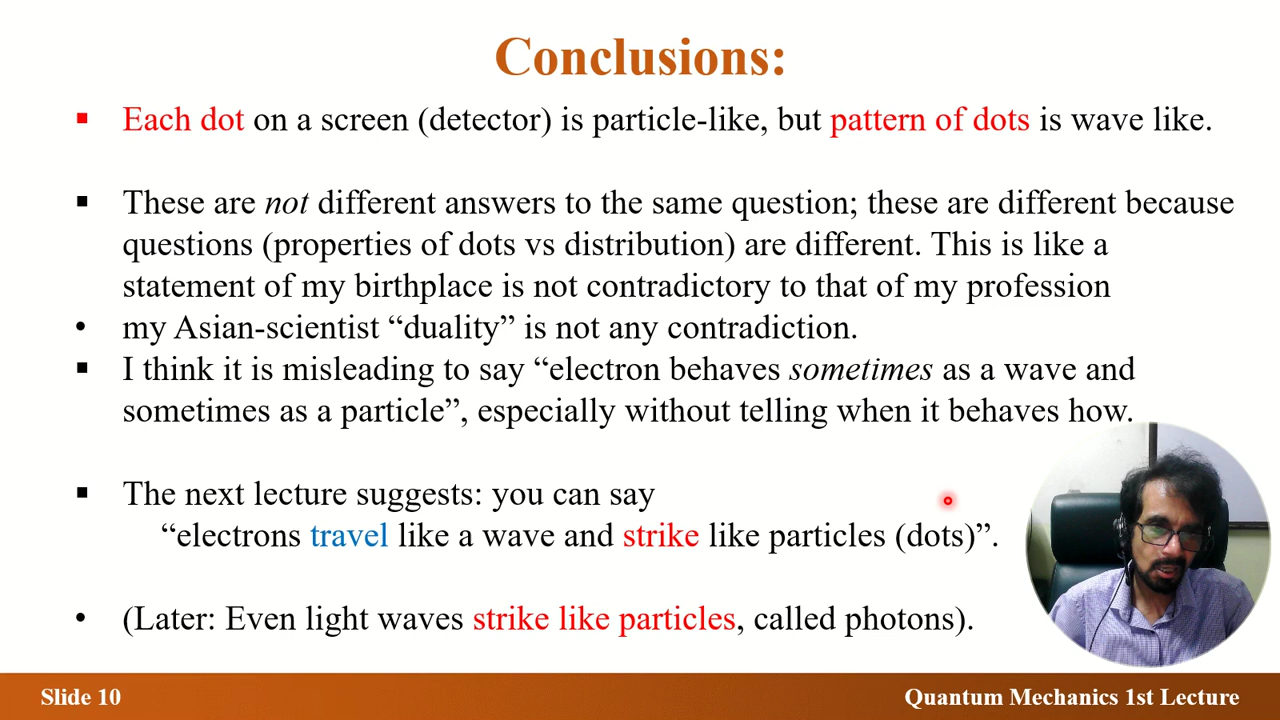 Conclusions:
▪ Each dot on a screen (detector) is particle-like, but pattern of dots is wave like.
▪ These are not different answers to the same question; these are different because
questions (properties of dots vs distribution) are different. This is like a
statement of my birthplace is not contradictory to that of my profession
• my Asian-scientist “duality” is not any contradiction.
▪ I think it is misleading to say “electron behaves sometimes as a wave and
sometimes as a particle”, especially without telling when it behaves how.
▪ The next lecture suggests: you can say
“electrons travel like a wave and strike like particles (dots)”.
• (Later: Even light waves strike like particles, called photons).
Slide 10
Quantum Mechanics 1st Lecture